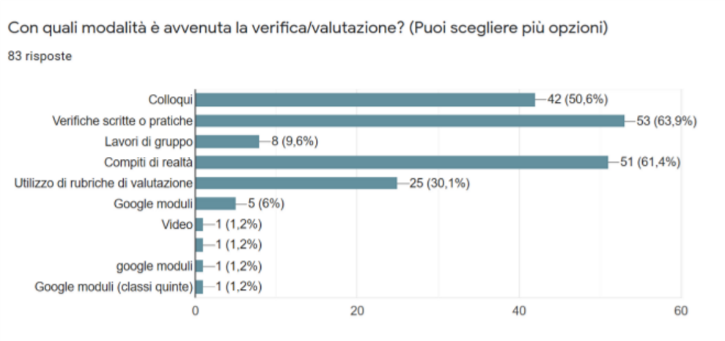 Con quali modalità è avvenuta la verifica/valutazione? (Puoi scegliere più opzioni)
83 risposte
Colloqui 42 (50,6%)
Verifiche scritte o pratiche 53 (63,9%)
Lavori di gruppo 8 (9,6%)
Compiti di realtà 51 (61,4%)
Utilizzo di rubriche di valutazione 25 (30,1%)
Google moduli 5 (6%)
Video 1 (1,2%)
1 (1,2%)
google moduli 1 (1,2%)
Google moduli (classi quinte) 1 (1,2%)
0 20 40 60